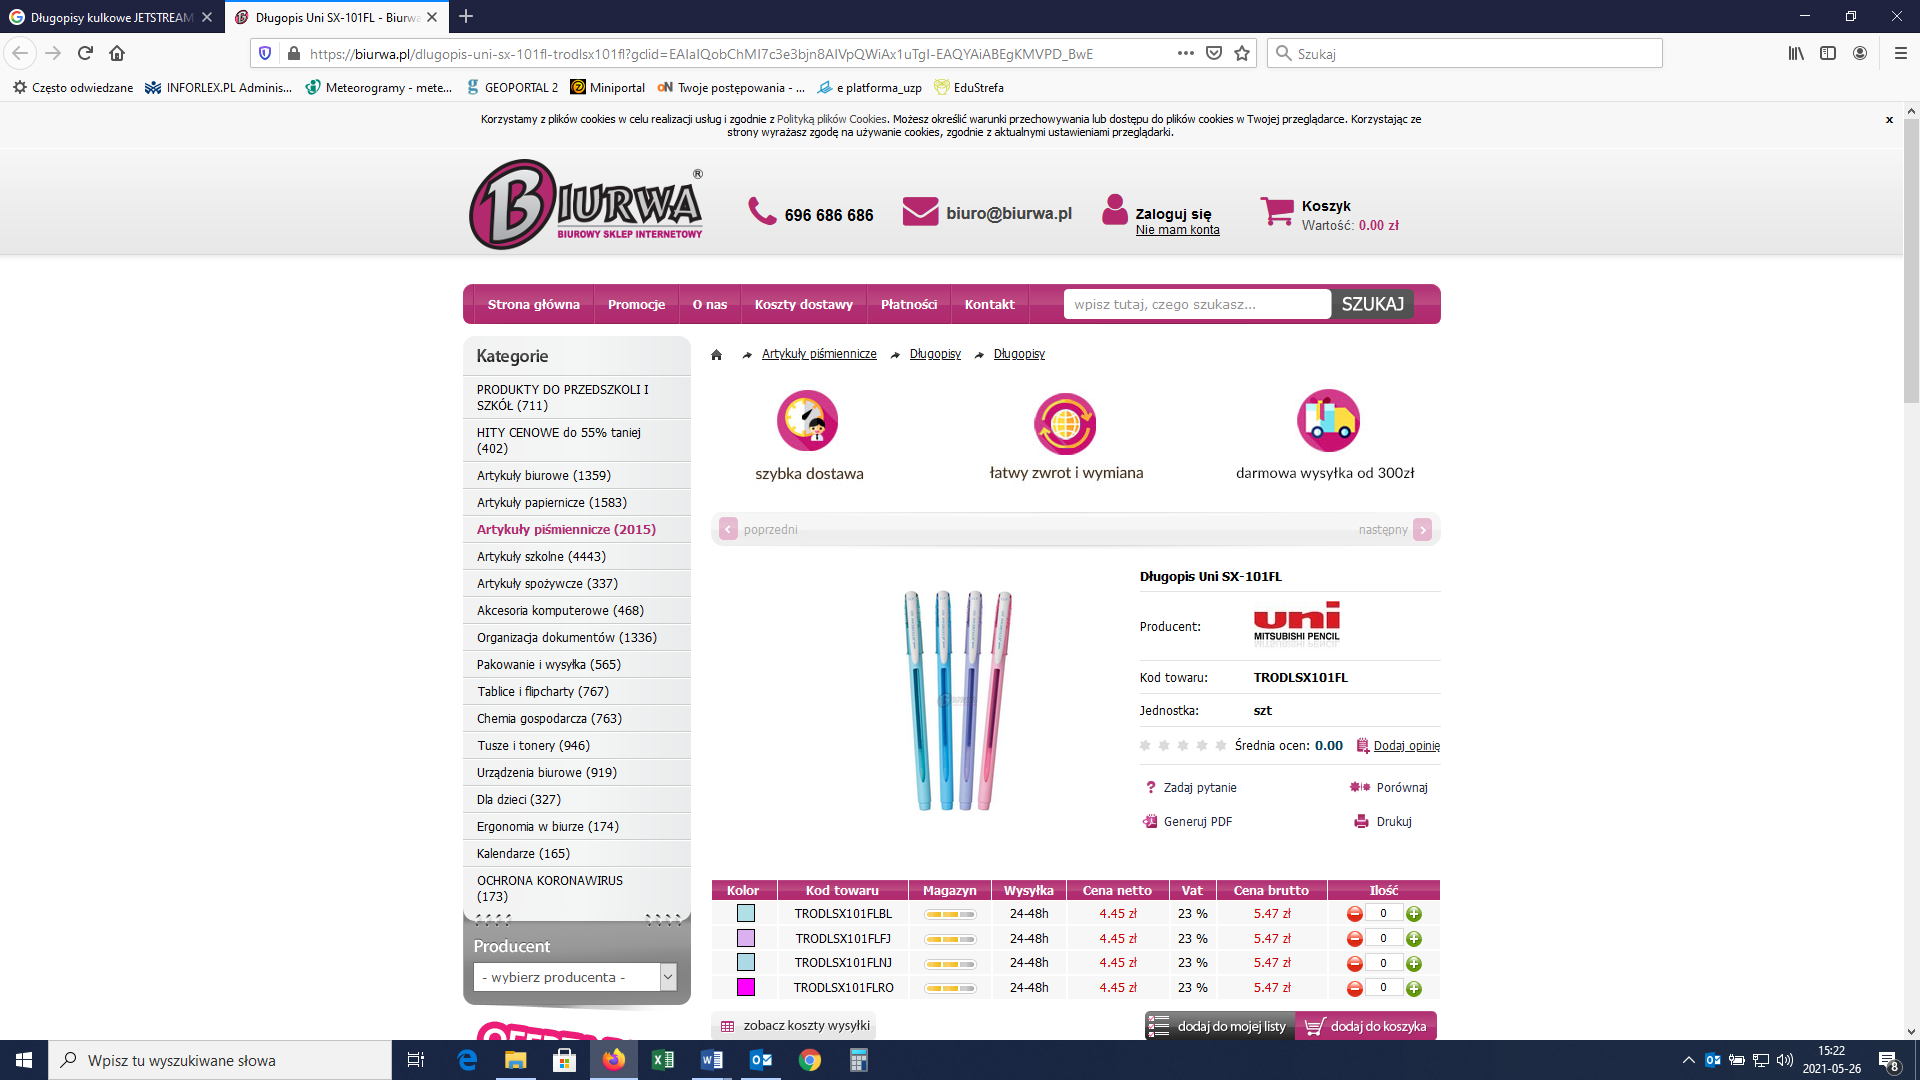 Długopisy kulkowe JETSTREAM
Długopis Uni SX-101FL - Biurwa
https://biurwa.pl/dlugopis-uni-sx-101fl-trodlsx101fl?gclid=EAIaIQobChMI7c3e3bjn8AIVpQWiAx1uTgI-EAQYAiABEgKMVPD_BwE
Szukaj
Często odwiedzane
INFORLEX.PL Adminis...
Meteorogramy - mete...
GEOPORTAL 2
Miniportal
Twoje postępowania - ...
e platforma_uzp
EduStrefa
Korzystamy z plików cookies w celu realizacji usług i zgodnie z Polityką plików Cookies. Możesz określić warunki przechowywania lub dostępu do plików cookies w Twojej przeglądarce. Korzystając ze
strony wyrażasz zgodę na używanie cookies, zgodnie z aktualnymi ustawieniami przeglądarki.
x
BIURWA ®
BIUROWY SKLEP INTERNETOWY
696 686 686
biuro@biurwa.pl
Zaloguj się
Nie mam konta
Koszyk
Wartość: 0.00 zł
Strona główna
Promocje
O nas
Koszty dostawy
Płatności
Kontakt
wpisz tutaj, czego szukasz...
SZUKAJ
Kategorie
PRODUKTY DO PRZEDSZKOLI I
SZKÓŁ (711)
HITY CENOWE do 55% taniej
(402)
Artykuły biurowe (1359)
Artykuły papiernicze (1583)
Artykuły piśmiennicze (2015)
Artykuły szkolne (4443)
Artykuły spożywcze (337)
Akcesoria komputerowe (468)
Organizacja dokumentów (1336)
Pakowanie i wysyłka (565)
Tablice i flipcharty (767)
Chemia gospodarcza (763)
Tusze i tonery (946)
Urządzenia biurowe (919)
Dla dzieci (327)
Ergonomia w biurze (174)
Kalendarze (165)
OCHRONA KORONAWIRUS
(173)
Producent
- wybierz producenta -
OFERTA
Artykuły piśmiennicze
Długopisy
Długopisy
szybka dostawa
łatwy zwrot i wymiana
darmowa wysyłka od 300zł
poprzedni
następny
Długopis Uni SX-101FL
Producent:
uni
MITSUBISHI PENCIL
Kod towaru: TRODLSX101FL
Jednostka: szt
Średnia ocen: 0.00
Dodaj opinię
Zadaj pytanie
Porównaj
Generuj PDF
Drukuj
Kolor Kod towaru Magazyn Wysyłka Cena netto Vat Cena brutto Ilość
TRODLSX101FLBL 24-48h 4.45 zł 23 % 5.47 zł 0
TRODLSX101FLFJ 24-48h 4.45 zł 23 % 5.47 zł 0
TRODLSX101FLNJ 24-48h 4.45 zł 23 % 5.47 zł 0
TRODLSX101FLRO 24-48h 4.45 zł 23 % 5.47 zł 0
zobacz koszty wysyłki
dodaj do mojej listy
dodaj do koszyka
Wpisz tu wyszukiwane słowa
15:22
2021-05-26
8